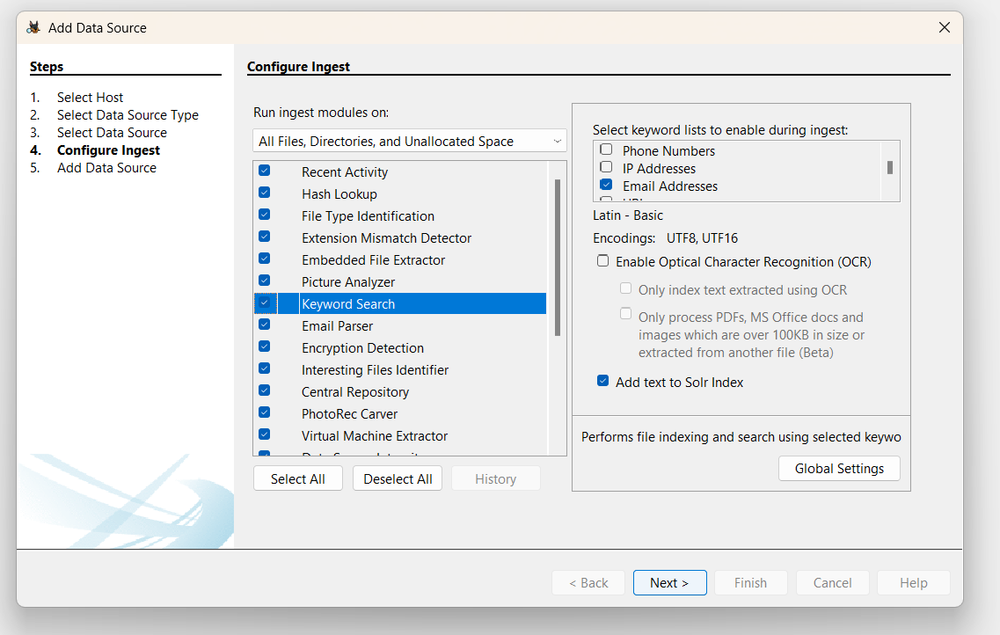 Add Data Source
Steps
1. Select Host
2. Select Data Source Type
3. Select Data Source
4. Configure Ingest
5. Add Data Source
Configure Ingest
Run ingest modules on:
All Files, Directories, and Unallocated Space
Recent Activity
Hash Lookup
File Type Identification
Extension Mismatch Detector
Embedded File Extractor
Picture Analyzer
Keyword Search
Email Parser
Encryption Detection
Interesting Files Identifier
Central Repository
PhotoRec Carver
Virtual Machine Extractor
Select All
Deselect All
History
Select keyword lists to enable during ingest:
Phone Numbers
IP Addresses
Email Addresses
Latin - Basic
Encodings: UTF8, UTF16
Enable Optical Character Recognition (OCR)
Only index text extracted using OCR
Only process PDFs, MS Office docs and
images which are over 100KB in size or
extracted from another file (Beta)
Add text to Solr Index
Performs file indexing and search using selected keywo
Global Settings
< Back
Next >
Finish
Cancel
Help